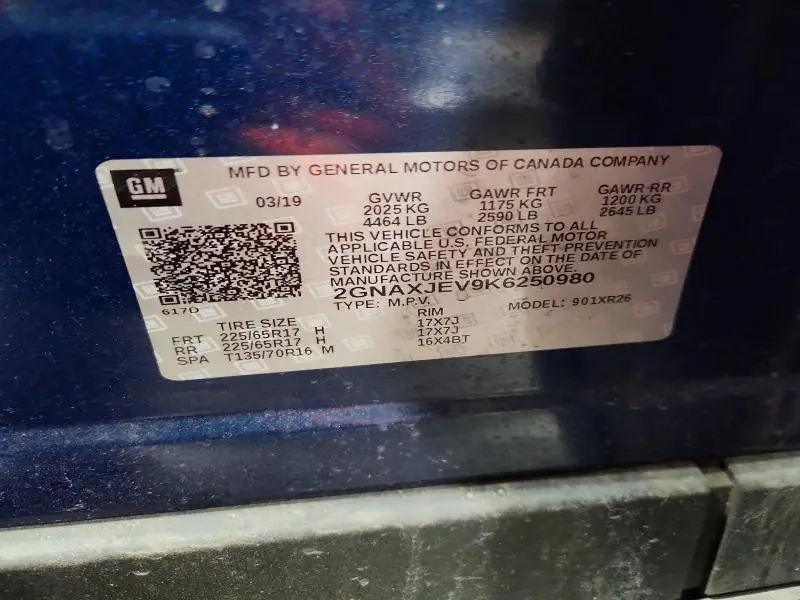 GM
MFD BY GENERAL MOTORS OF CANADA COMPANY
03/19
GVWR
2025 KG
4464 LB
GAWR FRT
1175 KG
2590 LB
GAWR RR
1200 KG
2645 LB
THIS VEHICLE CONFORMS TO ALL
APPLICABLE U.S. FEDERAL MOTOR
VEHICLE SAFETY AND THEFT PREVENTION
STANDARDS IN EFFECT ON THE DATE OF
MANUFACTURE SHOWN ABOVE.
2GNAXJEV9K6250980
617D
TYPE: M.P.V.
MODEL: 901XR26
TIRE SIZE
RIM
FRT 225/65R17 H 17X7J
RR 225/65R17 H 17X7J
SPA T135/70R16 M 16X4BT